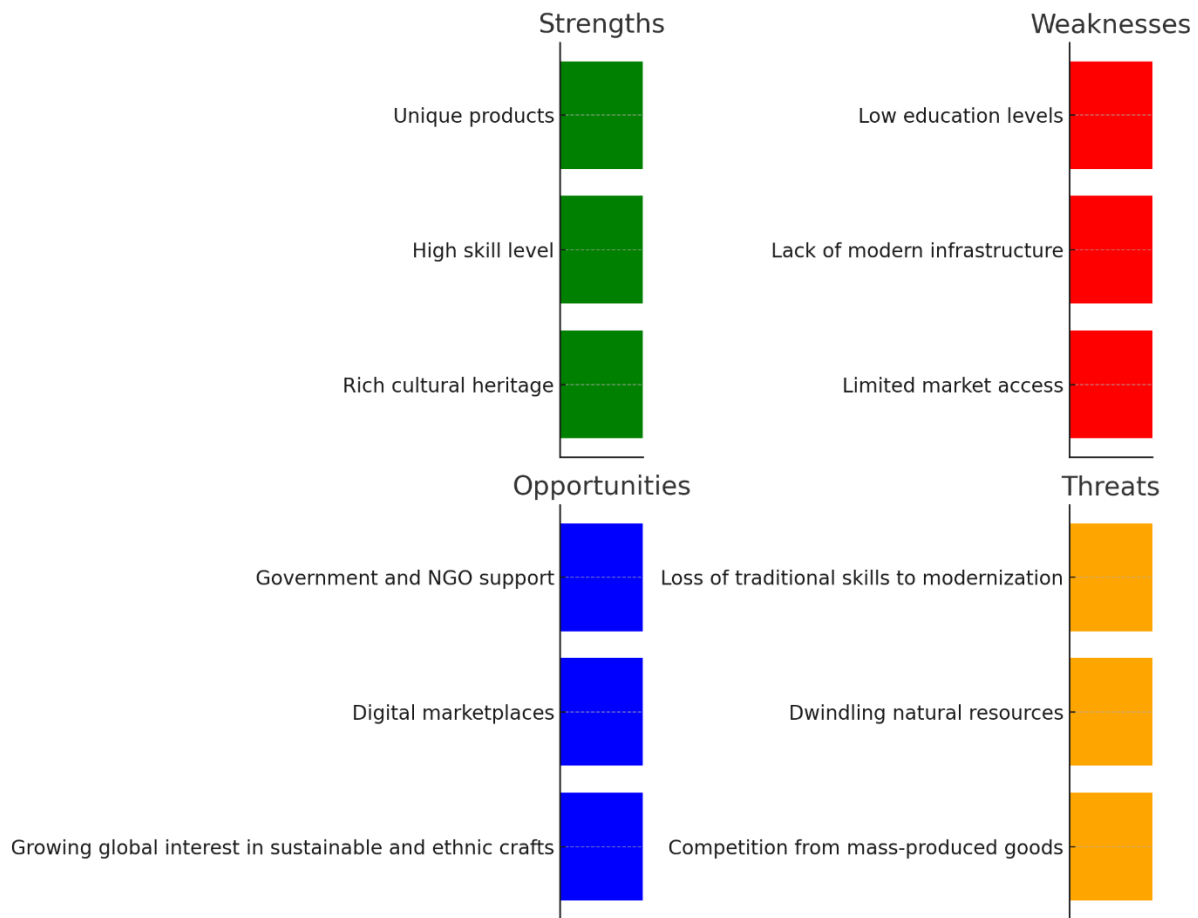 Strengths
Unique products
High skill level
Rich cultural heritage
Weaknesses
Low education levels
Lack of modern infrastructure
Limited market access
Opportunities
Government and NGO support
Digital marketplaces
Growing global interest in sustainable and ethnic crafts
Threats
Loss of traditional skills to modernization
Dwindling natural resources
Competition from mass-produced goods